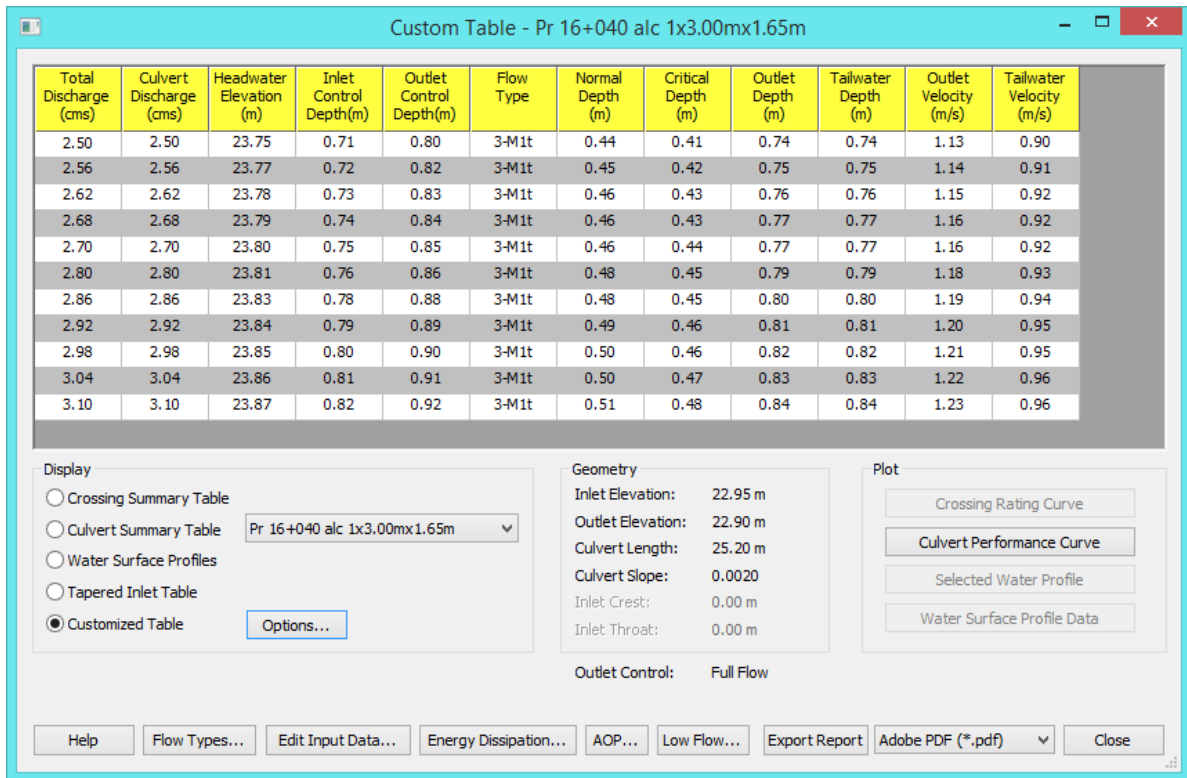 Custom Table - Pr 16+040 alc 1x3.00mx1.65m
Total Discharge (cms) Culvert Discharge (cms) Headwater Elevation (m) Inlet Control Depth(m) Outlet Control Depth(m) Flow Type Normal Depth (m) Critical Depth (m) Outlet Depth (m) Tailwater Depth (m) Outlet Velocity (m/s) Tailwater Velocity (m/s)
2.50 2.50 23.75 0.71 0.80 3-M1t 0.44 0.41 0.74 0.74 1.13 0.90
2.56 2.56 23.77 0.72 0.82 3-M1t 0.45 0.42 0.75 0.75 1.14 0.91
2.62 2.62 23.78 0.73 0.83 3-M1t 0.46 0.43 0.76 0.76 1.15 0.92
2.68 2.68 23.79 0.74 0.84 3-M1t 0.46 0.43 0.77 0.77 1.16 0.92
2.70 2.70 23.80 0.75 0.85 3-M1t 0.46 0.44 0.77 0.77 1.16 0.92
2.80 2.80 23.81 0.76 0.86 3-M1t 0.48 0.45 0.79 0.79 1.18 0.93
2.86 2.86 23.83 0.78 0.88 3-M1t 0.48 0.45 0.80 0.80 1.19 0.94
2.92 2.92 23.84 0.79 0.89 3-M1t 0.49 0.46 0.81 0.81 1.20 0.95
2.98 2.98 23.85 0.80 0.90 3-M1t 0.50 0.46 0.82 0.82 1.21 0.95
3.04 3.04 23.86 0.81 0.91 3-M1t 0.50 0.47 0.83 0.83 1.22 0.96
3.10 3.10 23.87 0.82 0.92 3-M1t 0.51 0.48 0.84 0.84 1.23 0.96
Display
Crossing Summary Table
Culvert Summary Table Pr 16+040 alc 1x3.00mx1.65m
Water Surface Profiles
Tapered Inlet Table
Customized Table Options...
Geometry
Inlet Elevation: 22.95 m
Outlet Elevation: 22.90 m
Culvert Length: 25.20 m
Culvert Slope: 0.0020
Inlet Crest: 0.00 m
Inlet Throat: 0.00 m
Outlet Control: Full Flow
Plot
Crossing Rating Curve
Culvert Performance Curve
Selected Water Profile
Water Surface Profile Data
Help Flow Types... Edit Input Data... Energy Dissipation... AOP... Low Flow... Export Report Adobe PDF (*.pdf) Close